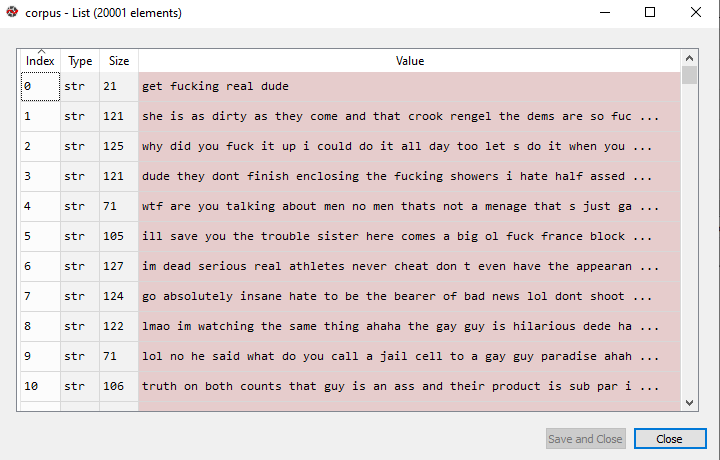 corpus - List (20001 elements)
Index Type Size Value
0 str 21 get fucking real dude
1 str 121 she is as dirty as they come and that crook rengel the dems are so fuc ...
2 str 125 why did you fuck it up i could do it all day too let s do it when you ...
3 str 121 dude they dont finish enclosing the fucking showers i hate half assed ...
4 str 71 wtf are you talking about men no men thats not a menage that s just ga ...
5 str 105 ill save you the trouble sister here comes a big ol fuck france block ...
6 str 127 im dead serious real athletes never cheat don t even have the appearan ...
7 str 124 go absolutely insane hate to be the bearer of bad news lol dont shoot ...
8 str 122 lmao im watching the same thing ahaha the gay guy is hilarious dede ha ...
9 str 71 lol no he said what do you call a jail cell to a gay guy paradise ahah ...
10 str 106 truth on both counts that guy is an ass and their product is sub par i ...
Save and Close Close